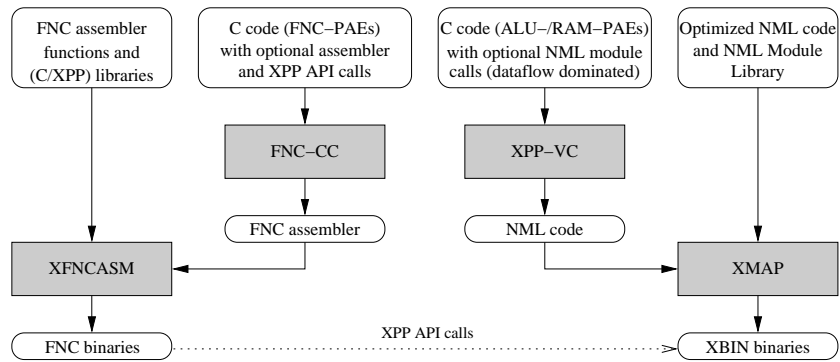 FNC assembler
functions and
(C/XPP) libraries
C code (FNC−PAEs)
with optional assembler
and XPP API calls
C code (ALU−/RAM−PAEs)
with optional NML module
calls (dataflow dominated)
Optimized NML code
and NML Module
Library
FNC−CC
XPP−VC
FNC assembler
NML code
XFNCASM
XMAP
XPP API calls
FNC binaries
XBIN binaries